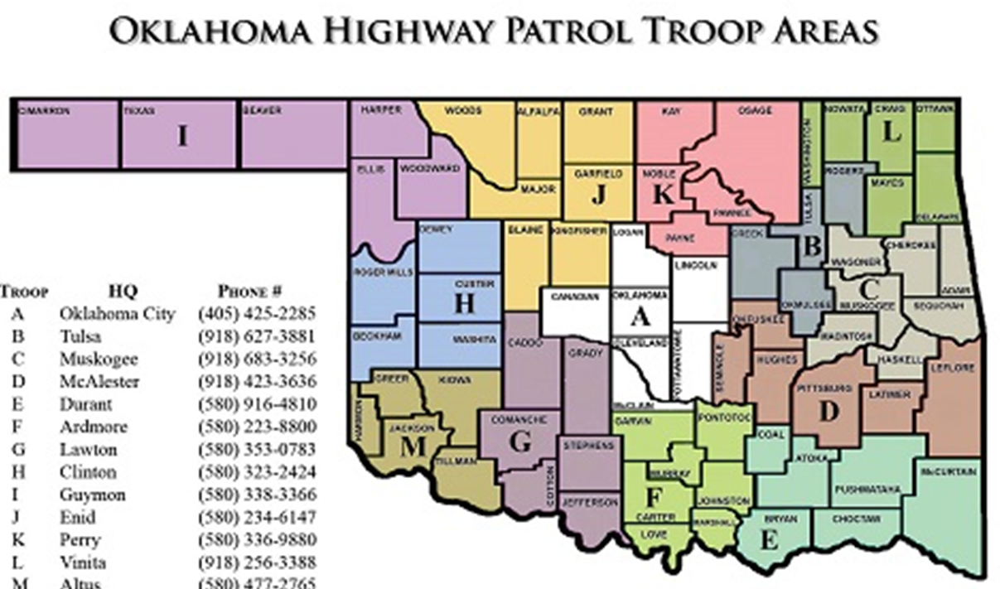 OKLAHOMA HIGHWAY PATROL TROOP AREAS
CIMARRON TEXAS BEAVER HARPER WOODS ALFALFA GRANT KAY OSAGE WASHINGTON NOWATA CRAIG OTTAWA
I L
ELLIS WOODWARD MAJOR GARFIELD NOBLE ROGERS MAYES
J K
PAWNEE TULSA DELAWARE
DEWEY BLAINE KINGFISHER LOGAN PAYNE CREEK CHEROKEE
B
ROGER MILLS LINCOLN WAGONER
CUSTER CANADIAN OKLAHOMA ADAIR
H A C
OKMULGEE MUSKOGEE SEQUOYAH
BECKHAM WASHITA CADDO GRADY CLEVELAND POTTAWATOMIE SEMINOLE OKFUSKEE MACINTOSH
HUGHES HASKELL LEFLORE
GREER KIOWA PITTSBURG LATIMER
HARMON MCCLAIN D
JACKSON COMANCHE GARVIN PONTOTOC COAL
M G
TILLMAN COTTON STEPHENS MURRAY ATOKA PUSHMATAHA MCCURTAIN
JEFFERSON F JOHNSTON
CARTER MARSHALL BRYAN CHOCTAW
LOVE E
TROOP HQ PHONE #
A Oklahoma City (405) 425-2285
B Tulsa (918) 627-3881
C Muskogee (918) 683-3256
D McAlester (918) 423-3636
E Durant (580) 916-4810
F Ardmore (580) 223-8800
G Lawton (580) 353-0783
H Clinton (580) 323-2424
I Guymon (580) 338-3366
J Enid (580) 234-6147
K Perry (580) 336-9880
L Vinita (918) 256-3388
M Altus (580) 477-2765